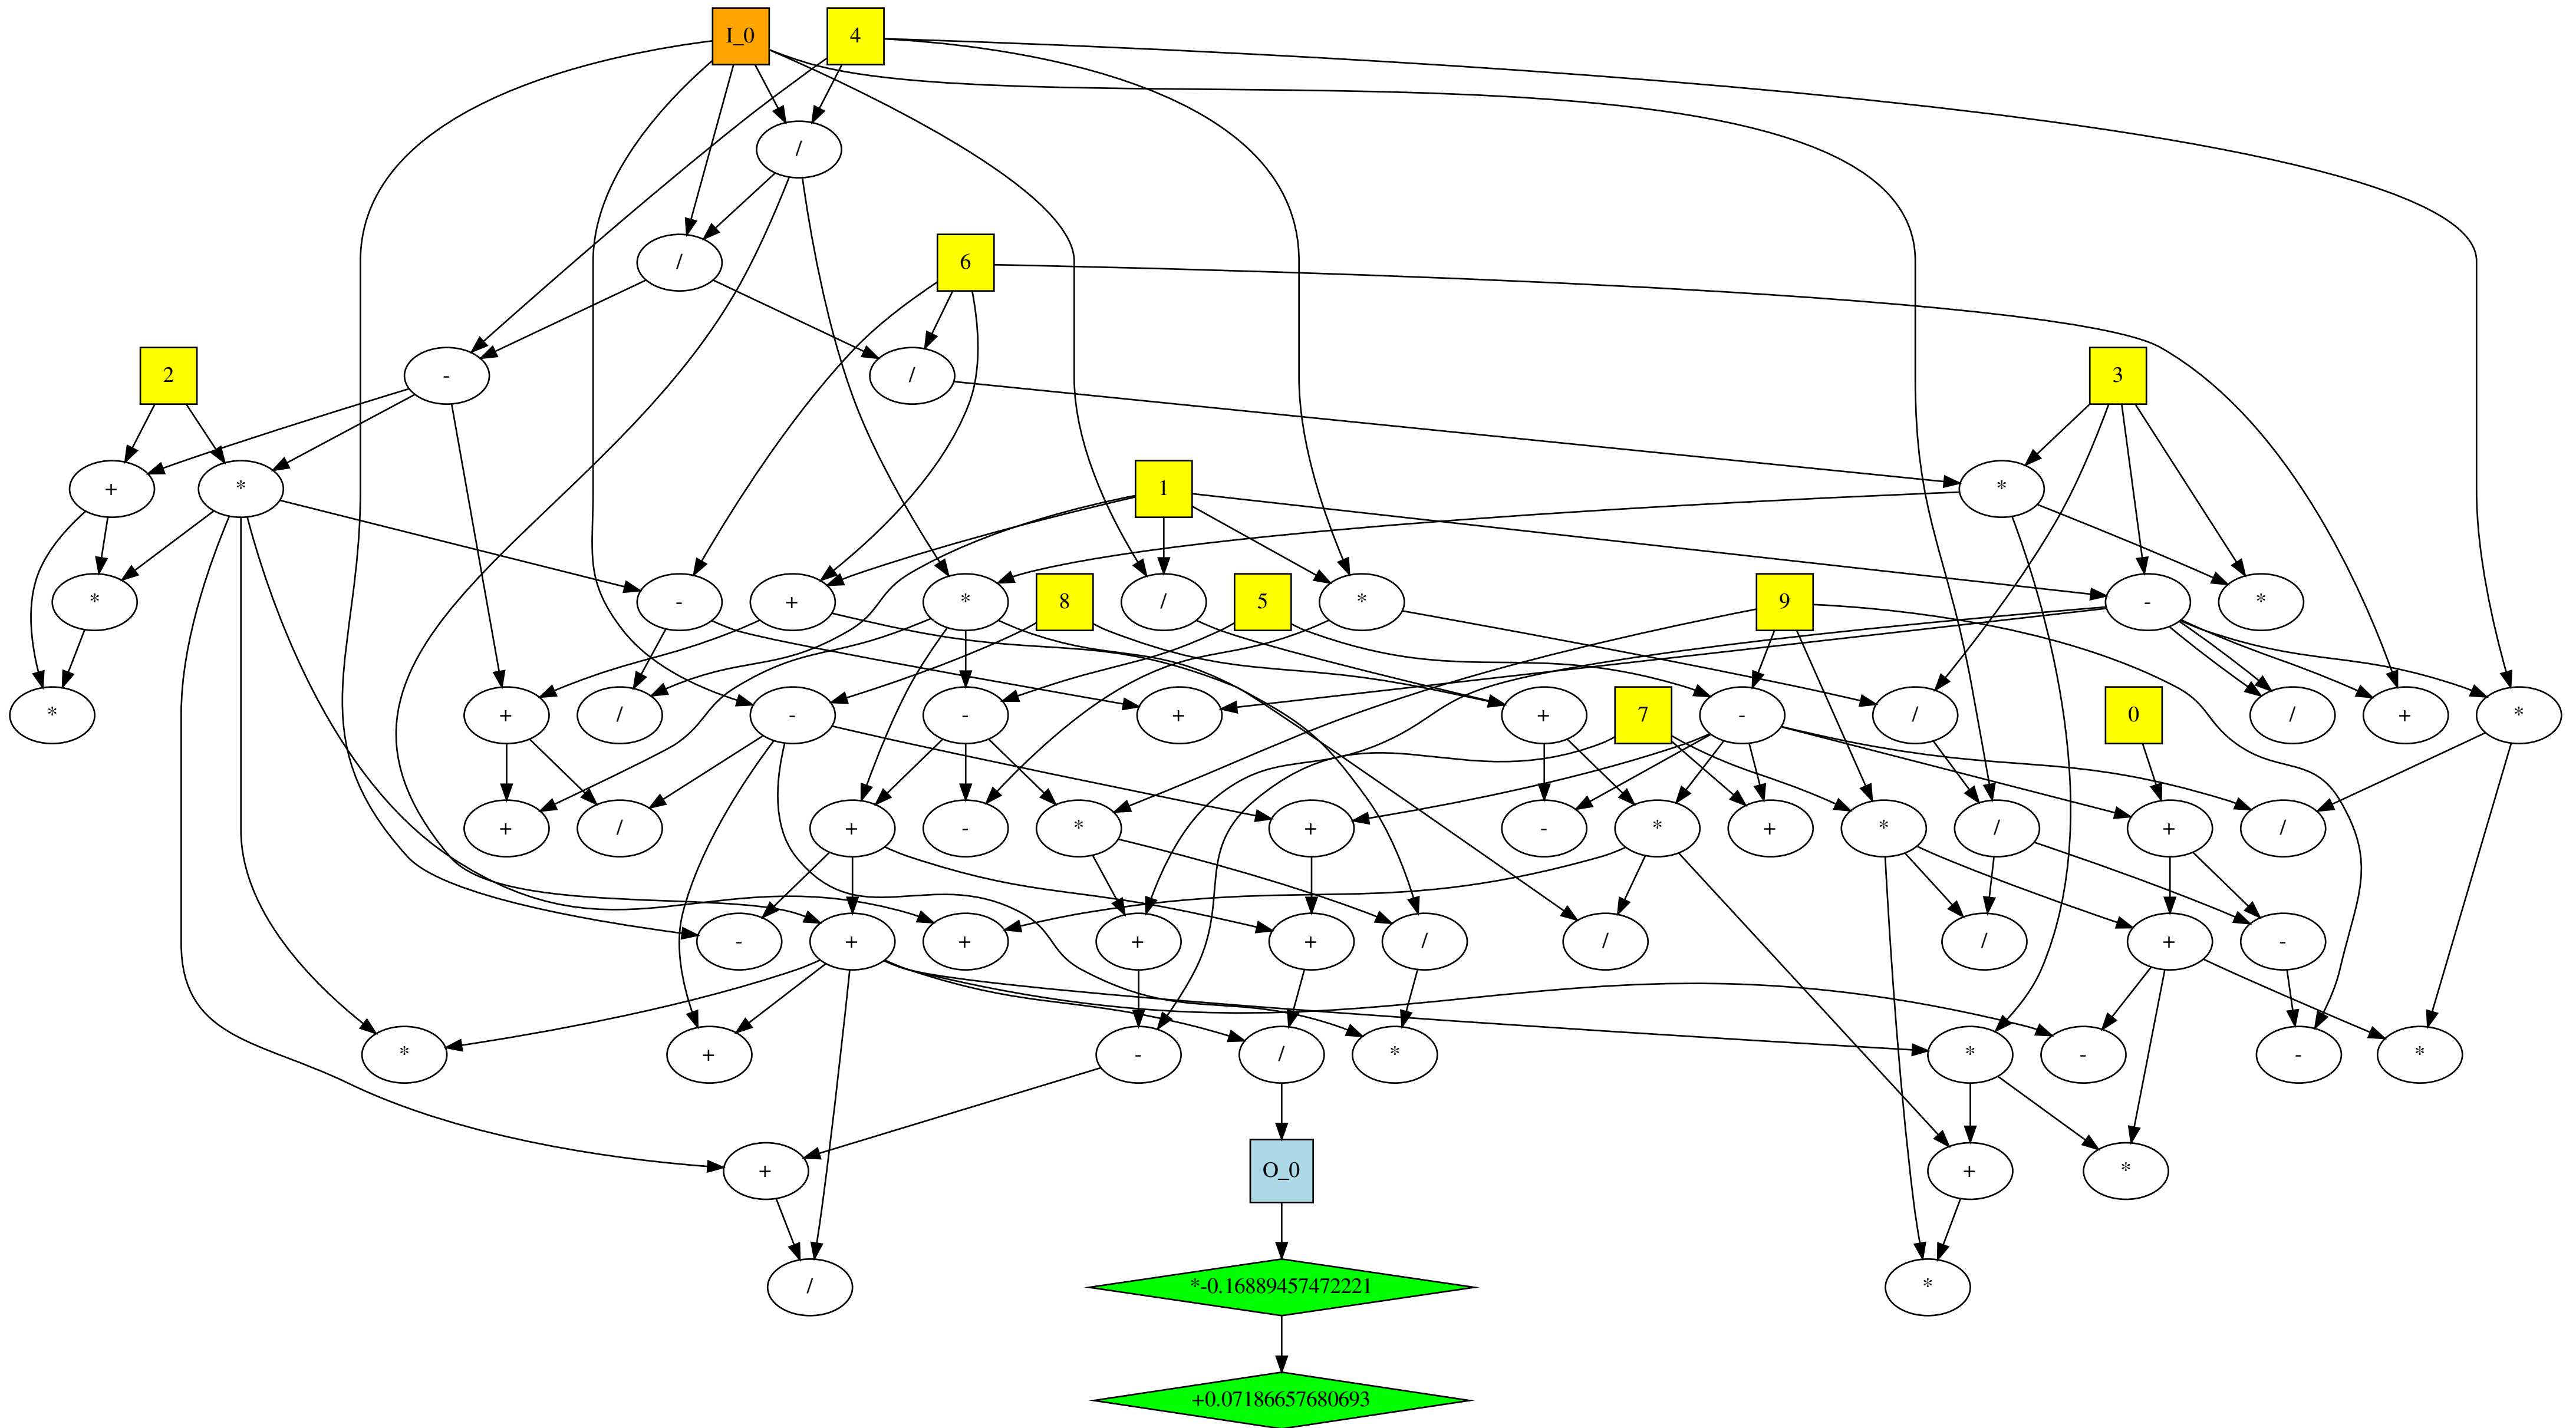 I_0 4
/
/ 6
2 - / 3
+ * 1 *
* - + * 8 / 5 * 9 - *
* + / - - + + - 7 / 0 / + *
+ / + - * + - * + * / + /
- + + + + / / / + -
* + - / * * - - *
+ O_0 + *
/ *-0.16889457472221 *
+0.07186657680693